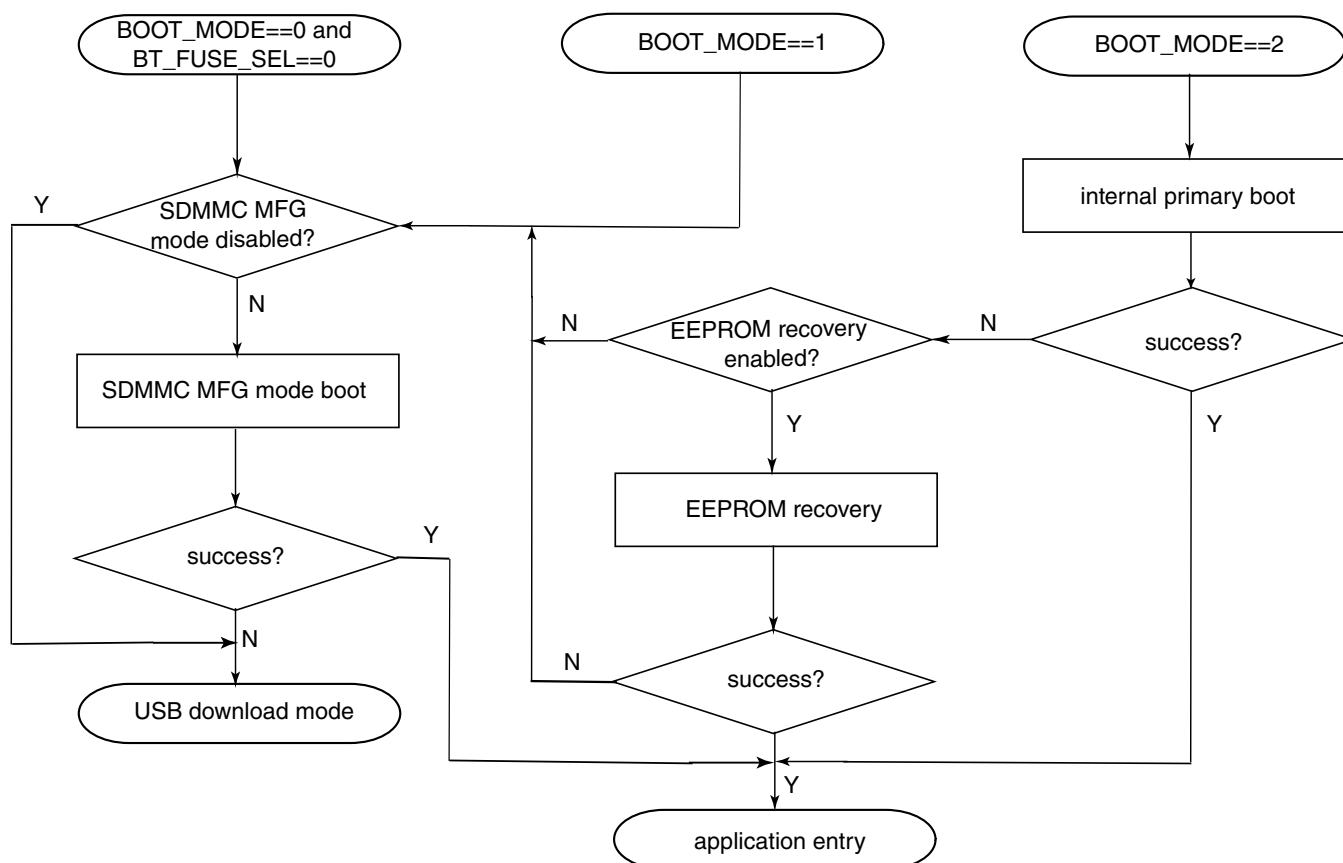 BOOT_MODE==0 and
BT_FUSE_SEL==0
BOOT_MODE==1
BOOT_MODE==2
Y
SDMMC MFG
mode disabled?
internal primary boot
N
N
EEPROM recovery
enabled?
N
success?
SDMMC MFG mode boot
Y
Y
EEPROM recovery
Y
success?
N
N
success?
USB download mode
Y
application entry